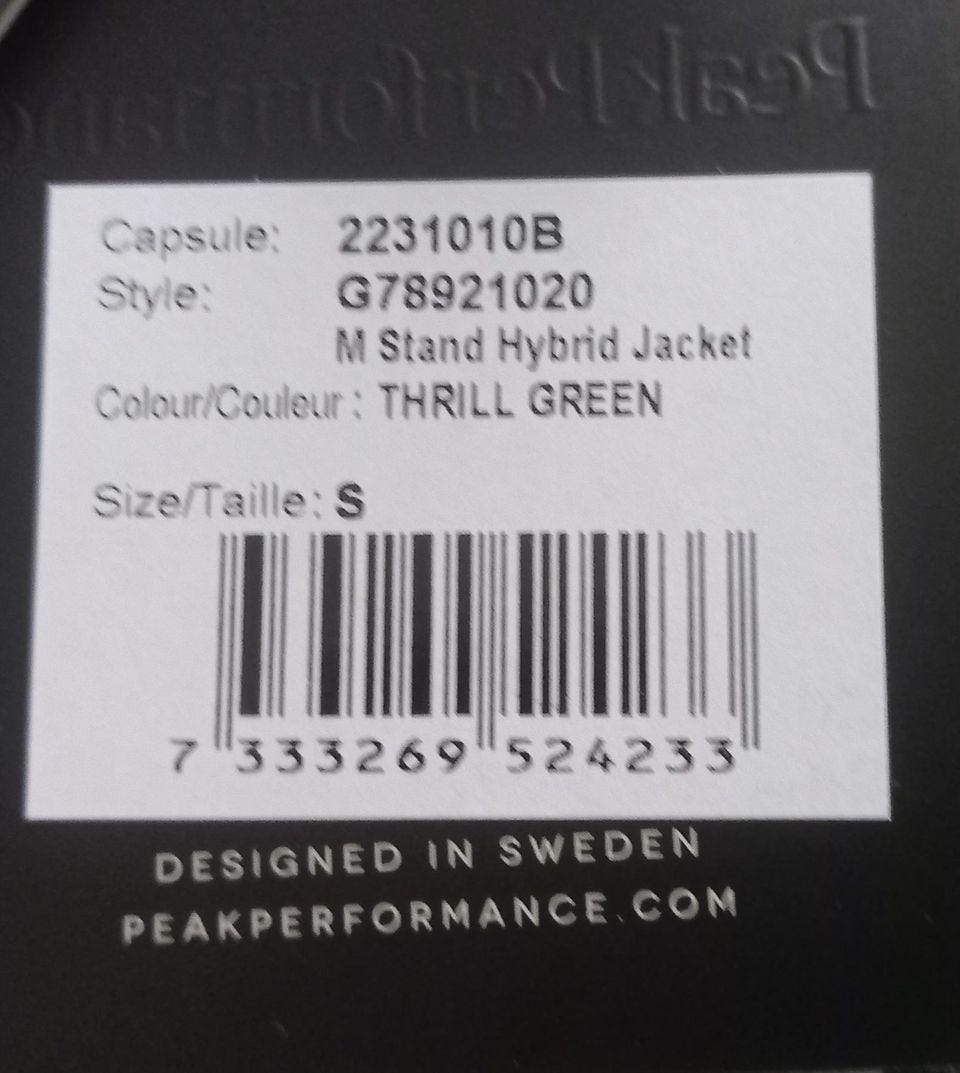 PeakPerformanc
Capsule: 2231010B
Style: G78921020
M Stand Hybrid Jacket
Colour/Couleur : THRILL GREEN
Size/Taille: S
7 333269 524233
DESIGNED IN SWEDEN
PEAKPERFORMANCE.COM